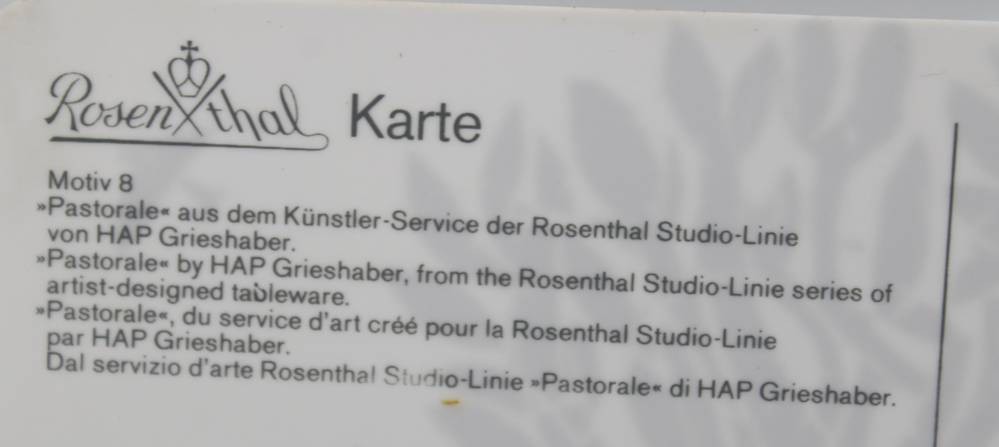 Rosenthal Karte
Motiv 8
»Pastorale« aus dem Künstler-Service der Rosenthal Studio-Linie
von HAP Grieshaber.
»Pastorale« by HAP Grieshaber, from the Rosenthal Studio-Linie series of
artist-designed tableware.
»Pastorale«, du service d'art créé pour la Rosenthal Studio-Linie
par HAP Grieshaber.
Dal servizio d'arte Rosenthal Studio-Linie »Pastorale« di HAP Grieshaber.